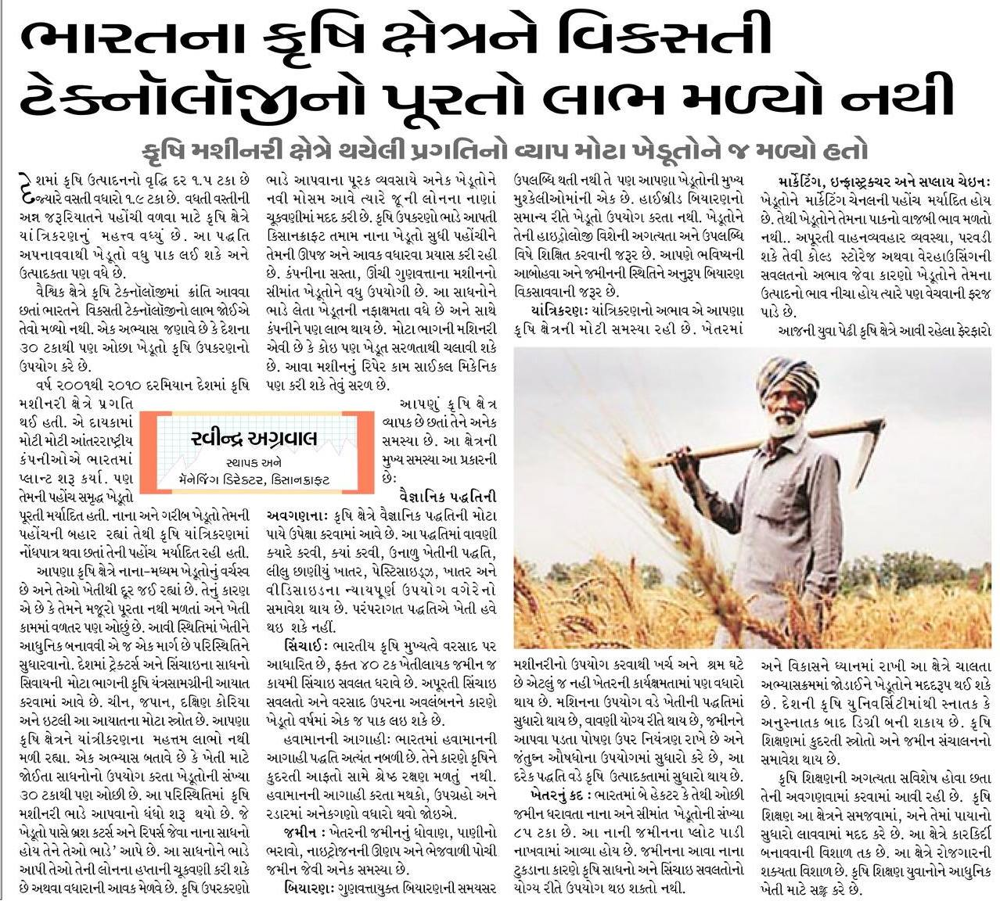 ભારતના કૃષિ ક્ષેત્રને વિકસતી
ટેકનૉલૉજીનો પૂરતો લાભ મળ્યો નથી
કૃષિ મશીનરી ક્ષેત્રે થયેલી પ્રગતિનો વ્યાપ મોટા ખેડૂતોને જ મળ્યો હતો
દેશમાં કૃષિ ઉત્પાદનનો વૃદ્ધિ દર ૧.૫ ટકા છે
જ્યારે વસતી વધારો ૧.૯ ટકા છે. વધતી વસ્તીની
અન્ન જરૂરિયાતને પહોંચી વળવા માટે કૃષિ ક્ષેત્રે
યાંત્રિકરણનું મહત્ત્વ વધ્યું છે. આ પદ્ધતિ
અપનાવવાથી ખેડૂતો વધુ પાક લઈ શકે અને
ઉત્પાદકતા પણ વધે છે.
વૈશ્વિક ક્ષેત્રે કૃષિ ટેકનૉલૉજીમાં ક્રાંતિ આવવા
છતાં ભારતને વિકસતી ટેકનૉલૉજીનો લાભ જોઈએ
તેવો મળ્યો નથી. એક અભ્યાસ જણાવે છે કે દેશના
૩૦ ટકાથી પણ ઓછા ખેડૂતો કૃષિ ઉપકરણનો
ઉપયોગ કરે છે.
વર્ષ ૨૦૦૧થી ૨૦૧૦ દરમિયાન દેશમાં કૃષિ
મશીનરી ક્ષેત્રે પ્રગતિ
થઈ હતી. એ દાયકામાં
મોટી મોટી આંતરરાષ્ટ્રીય
કંપનીઓએ ભારતમાં
પ્લાન્ટ શરૂ કર્યા. પણ
તેમની પહોંચ સમૃદ્ધ ખેડૂતો
પૂરતી મર્યાદિત હતી. નાના અને ગરીબ ખેડૂતો તેમની
પહોંચની બહાર રહ્યાં તેથી કૃષિ યાંત્રિકરણમાં
નોંધપાત્ર થવા છતાં તેની પહોંચ મર્યાદિત રહી હતી.
આપણા કૃષિ ક્ષેત્રે નાના-મધ્યમ ખેડૂતોનું વર્ચસ્વ
છે અને તેઓ ખેતીથી દૂર જઈ રહ્યાં છે. તેનું કારણ
એ છે કે તેમને મજૂરો પૂરતા નથી મળતાં અને ખેતી
કામમાં વળતર પણ ઓછું છે. આવી સ્થિતિમાં ખેતીને
આધુનિક બનાવવી એ જ એક માર્ગ છે પરિસ્થિતિને
સુધારવાનો. દેશમાં ટ્રેક્ટર્સ અને સિંચાઇના સાધનો
સિવાયની મોટા ભાગની કૃષિ યંત્રસામગ્રીની આયાત
કરવામાં આવે છે. ચીન, જપાન, દક્ષિણ કોરિયા
અને ઇટલી આ આયાતના મોટા સ્ત્રોત છે. આપણા
કૃષિ ક્ષેત્રને યાંત્રીકરણના મહત્તમ લાભો નથી
મળી રહ્યા. એક અભ્યાસ બતાવે છે કે ખેતી માટે
જોઈતા સાધનોનો ઉપયોગ કરતા ખેડૂતોની સંખ્યા
૩૦ ટકાથી પણ ઓછી છે. આ પરિસ્થિતિમાં કૃષિ
મશીનરી ભાડે આપવાનો ધંધો શરૂ થયો છે. જે
ખેડૂતો પાસે બ્રશ કટર્સ અને રિપર્સ જેવા નાના સાધનો
હોય તેને તેઓ ભાડે' આપે છે. આ સાધનોને ભાડે
આપી તેઓ તેની લોનના હપ્તાની ચૂકવણી કરી શકે
છે અથવા વધારાની આવક મેળવે છે. કૃષિ ઉપરકરણો
ભાડે આપવાના પૂરક વ્યવસાયે અનેક ખેડૂતોને
નવી મોસમ આવે ત્યારે જૂની લોનના નાણાં
ચૂકવણીમાં મદદ કરી છે. કૃષિ ઉપકરણો ભાડે આપતી
કિસાનક્રાફ્ટ તમામ નાના ખેડૂતો સુધી પહોંચીને
તેમની ઊપજ અને આવક વધારવા પ્રયાસ કરી રહી
છે. કંપનીના સસ્તા, ઊંચી ગુણવત્તાના મશીનનો
સીમાંત ખેડૂતોને વધુ ઉપયોગી છે. આ સાધનોને
ભાડે લેતા ખેડૂતની નફાક્ષમતા વધે છે અને સાથે
કંપનીને પણ લાભ થાય છે. મોટા ભાગની મશિનરી
એવી છે કે કોઇ પણ ખેડૂત સરળતાથી ચલાવી શકે
છે. આવા મશીનનું રિપેર કામ સાઈકલ મિકેનિક
પણ કરી શકે તેવું સરળ છે.
રવીન્દ્ર અગ્રવાલ
સ્થાપક અને
મૅનેજિંગ ડિરેક્ટર, કિસાનક્રાફ્ટ
આપણું કૃષિ ક્ષેત્ર
વ્યાપક છે છતાં તેને અનેક
સમસ્યા છે. આ ક્ષેત્રની
મુખ્ય સમસ્યા આ પ્રકારની
છે:
વૈજ્ઞાનિક પદ્ધતિની
અવગણના: કૃષિ ક્ષેત્રે વૈજ્ઞાનિક પદ્ધતિની મોટા
પાયે ઉપેક્ષા કરવામાં આવે છે. આ પદ્ધતિમાં વાવણી
ક્યારે કરવી, ક્યાં કરવી, ઉનાળુ ખેતીની પદ્ધતિ,
લીલુ છાણીયું ખાતર, પેસ્ટિસાઇડ્ઝ, ખાતર અને
વીડિસાઇડના ન્યાયપૂર્ણ ઉપયોગ વગેરેનો
સમાવેશ થાય છે. પરંપરાગત પદ્ધતિએ ખેતી હવે
થઇ શકે નહીં.
સિંચાઈ: ભારતીય કૃષિ મુખ્યત્વે વરસાદ પર
આધારિત છે, ફક્ત ૪૦ ટક ખેતીલાયક જમીન જ
કાયમી સિંચાઇ સવલત ધરાવે છે. અપૂરતી સિંચાઇ
સવલતો અને વરસાદ ઉપરના અવલંબનને કારણે
ખેડૂતો વર્ષમાં એક જ પાક લઇ શકે છે.
હવામાનની આગાહી: ભારતમાં હવામાનની
આગાહી પદ્ધતિ અત્યંત નબળી છે. તેને કારણે કૃષિને
કુદરતી આફતો સામે શ્રેષ્ઠ રક્ષણ મળતું નથી.
હવામાનની આગાહી કરતા મથકો, ઉપગ્રહો અને
રડારમાં અનેકગણો વધારો થવો જોઇએ.
જમીન : ખેતરની જમીનનું ધોવાણ, પાણીનો
ભરાવો, નાઇટ્રોજનની ઊણપ અને ભેજવાળી પોચી
જમીન જેવી અનેક સમસ્યા છે.
બિયારણ: ગુણવત્તાયુક્ત બિયારણની સમયસર
ઉપલબ્ધિ થતી નથી તે પણ આપણા ખેડૂતોની મુખ્ય
મુશ્કેલીઓમાંની એક છે. હાઈબ્રીડ બિયારણનો
સમાન્ય રીતે ખેડૂતો ઉપયોગ કરતા નથી. ખેડૂતોને
તેની હાઇડ્રોલોજી વિશેની અગત્યતા અને ઉપલબ્ધિ
વિષે શિક્ષિત કરવાની જરૂર છે. આપણે ભવિષ્યની
આબોહવા અને જમીનની સ્થિતિને અનુરૂપ બિયારણ
વિકસાવવાની જરૂર છે.
યાંત્રિકરણ: યાંત્રિકરણનો અભાવ એ આપણા
કૃષિ ક્ષેત્રની મોટી સમસ્યા રહી છે. ખેતરમાં
મશીનરીનો ઉપયોગ કરવાથી ખર્ચ અને શ્રમ ઘટે
છે એટલું જ નહી ખેતરની કાર્યક્ષમતામાં પણ વધારો
થાય છે. મશિનના ઉપયોગ વડે ખેતીની પદ્ધતિમાં
સુધારો થાય છે, વાવણી યોગ્ય રીતે થાય છે, જમીનને
આપવા પડતા પોષણ ઉપર નિયંત્રણ રાખે છે અને
જંતુઘ્ન ઔષધોના ઉપયોગમાં સુધારો કરે છે, આ
દરેક પદ્ધતિ વડે કૃષિ ઉત્પાદકતામાં સુધારો થાય છે.
ખેતરનું કદ : ભારતમાં બે હેકટર કે તેથી ઓછી
જમીન ધરાવતા નાના અને સીમાંત ખેડૂતોની સંખ્યા
૮૫ ટકા છે. આ નાની જમીનના પ્લોટ પાડી
નાખવામાં આવ્યા હોય છે. જમીનના આવા નાના
ટુકડાના કારણે કૃષિ સાધનો અને સિંચાઇ સવલતોનો
યોગ્ય રીતે ઉપયોગ થઇ શકતો નથી.
માર્કેટિંગ, ઇન્ફ્રાસ્ટ્રક્ચર અને સપ્લાય ચેઇન:
ખેડૂતોને માર્કેટિંગ ચેનલની પહોંચ મર્યાદિત હોય
છે. તેથી ખેડૂતોને તેમના પાકનો વાજબી ભાવ મળતો
નથી.. અપૂરતી વાહનવ્યવહાર વ્યવસ્થા, પરવડી
શકે તેવી કોલ્ડ સ્ટોરેજ અથવા વેરહાઉસિંગની
સવલતનો અભાવ જેવા કારણો ખેડૂતોને તેમના
ઉત્પાદનો ભાવ નીચા હોય ત્યારે પણ વેચવાની ફરજ
પાડે છે.
આજની યુવા પેઢી કૃષિ ક્ષેત્રે આવી રહેલા ફેરફારો
અને વિકાસને ધ્યાનમાં રાખી આ ક્ષેત્રે ચાલતા
અભ્યાસક્રમમાં જોડાઈને ખેડૂતોને મદદરૂપ થઈ શકે
છે. દેશની કૃષિ યુનિવર્સિટીમાંથી સ્નાતક કે
અનુસ્નાતક બાદ ડિગ્રી બની શકાય છે. કૃષિ
શિક્ષણમાં કુદરતી સ્ત્રોતો અને જમીન સંચાલનનો
સમાવેશ થાય છે.
કૃષિ શિક્ષણની અગત્યતા સવિશેષ હોવા છતા
તેની અવગણવામાં કરવામાં આવી રહી છે. કૃષિ
શિક્ષણ આ ક્ષેત્રને સમજવામાં, અને તેમાં પાયાનો
સુધારો લાવવામાં મદદ કરે છે. આ ક્ષેત્રે કારકિર્દી
બનાવવાની વિશાળ તક છે. આ ક્ષેત્રે રોજગારની
શક્યતા વિશાળ છે. કૃષિ શિક્ષણ યુવાનોને આધુનિક
ખેતી માટે સજ્જ કરે છે.